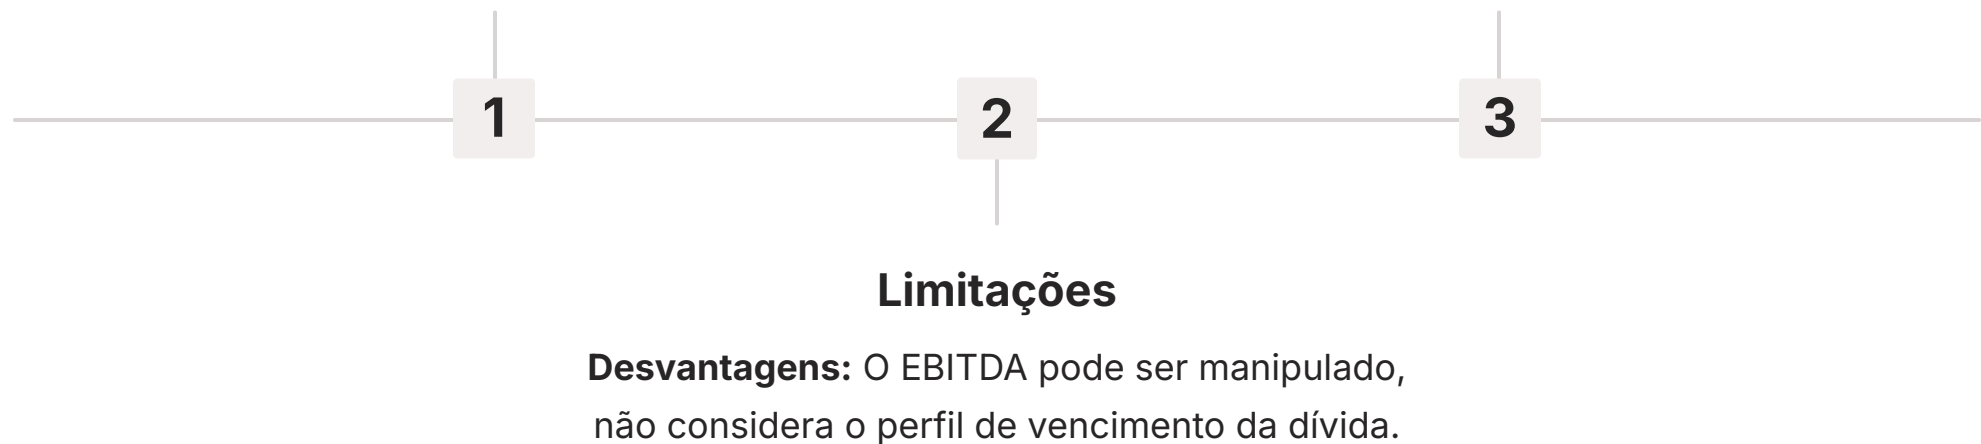 1
2
3
Limitações
Desvantagens: O EBITDA pode ser manipulado,
não considera o perfil de vencimento da dívida.